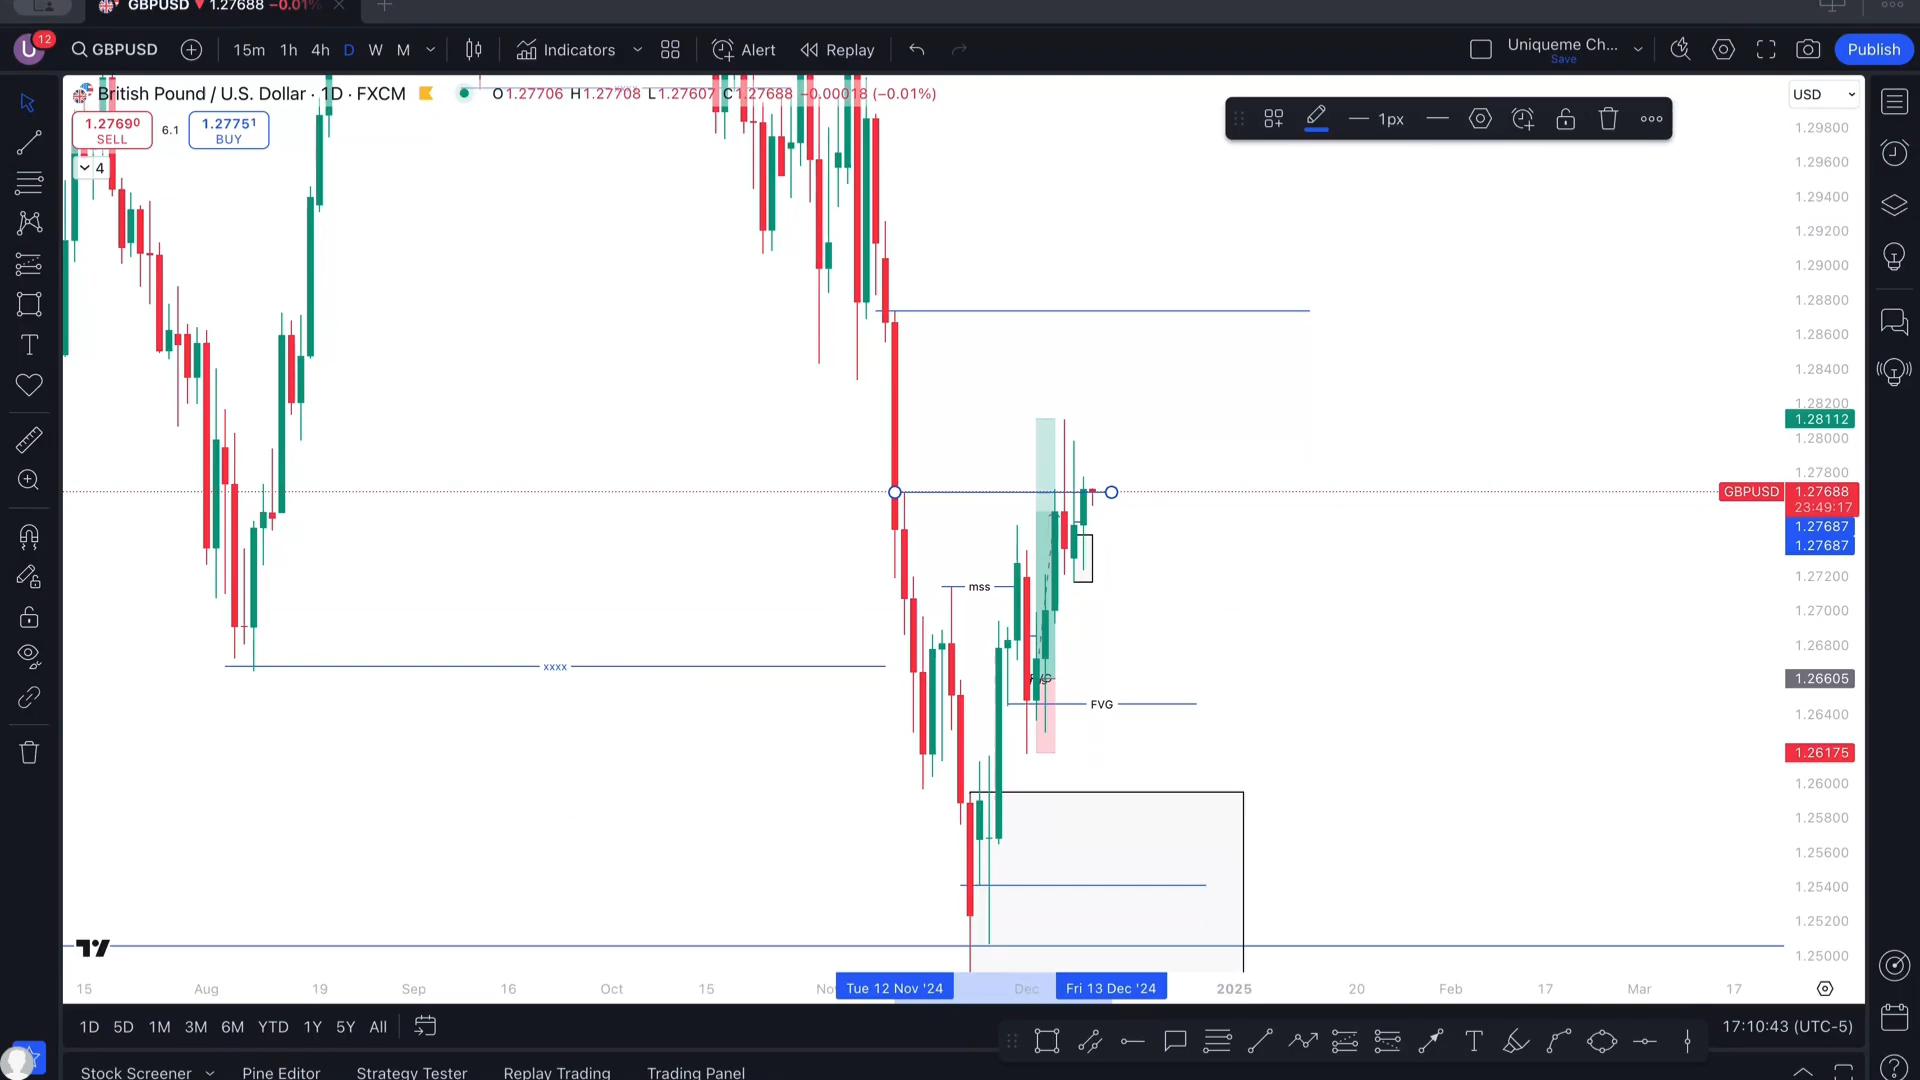 GBPUSD ▼ 1.27688 −0.01%
12
U
GBPUSD
15m 1h 4h D W M
Indicators
Alert
Replay
Uniqueme Ch...
Save
Publish
British Pound / U.S. Dollar · 1D · FXCM
O1.27706 H1.27708 L1.27607 C1.27688 −0.00018 (−0.01%)
USD
1.27690
SELL
6.1
1.27751
BUY
4
1px
1.29800
1.29600
1.29400
1.29200
1.29000
1.28800
1.28600
1.28400
1.28200
1.28112
1.28000
1.27800
GBPUSD
1.27688
23:49:17
1.27687
1.27687
1.27200
1.27000
1.26800
1.26605
1.26400
1.26175
1.26000
1.25800
1.25600
1.25400
1.25200
1.25000
mss
xxxx
FVG
15 Aug 19 Sep 16 Oct 15
Tue 12 Nov '24
Dec
Fri 13 Dec '24
2025 20 Feb 17 Mar 17
1D 5D 1M 3M 6M YTD 1Y 5Y All
17:10:43 (UTC-5)
Stock Screener
Pine Editor
Strategy Tester
Replay Trading
Trading Panel